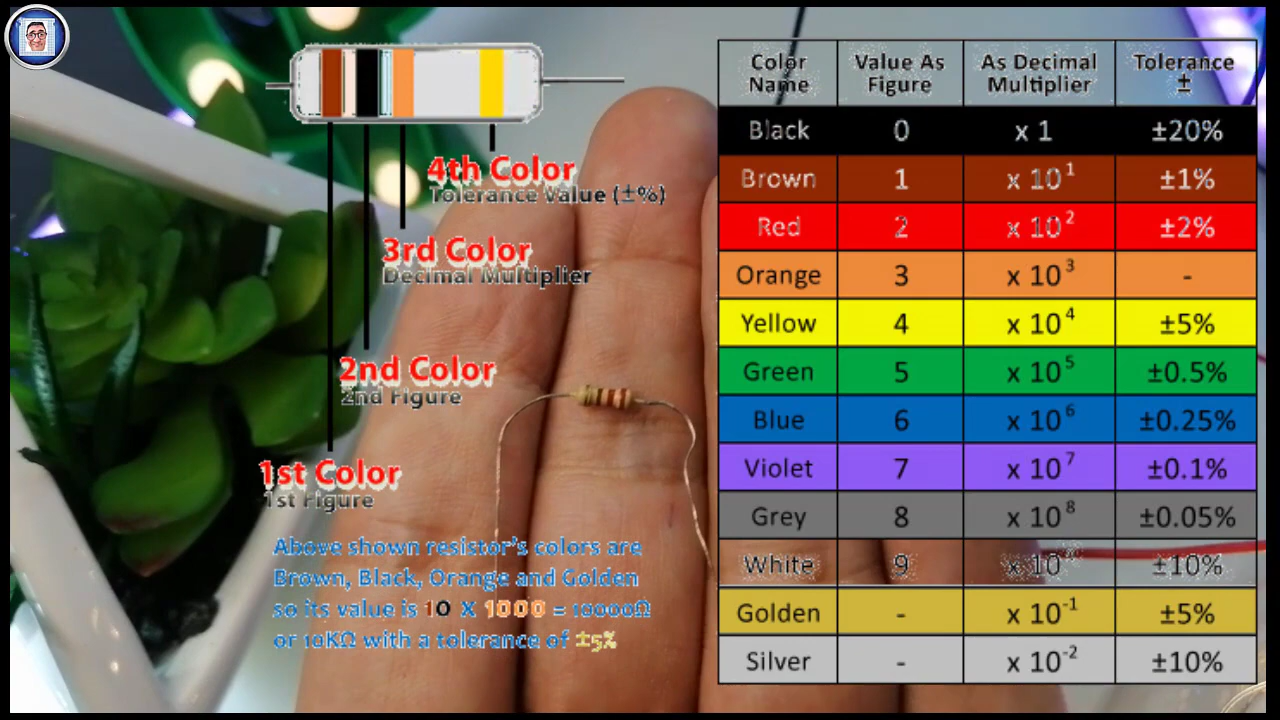 4th Color
Tolerance Value (±%)
3rd Color
Decimal Multiplier
2nd Color
2nd Figure
1st Color
1st Figure
Above shown resistor's colors are
Brown, Black, Orange and Golden
so its value is 10 X 1000 = 10000Ω
or 10KΩ with a tolerance of ±5%
Color Name Value As Figure As Decimal Multiplier Tolerance ±
Black 0 x 1 ±20%
Brown 1 x 10¹ ±1%
Red 2 x 10² ±2%
Orange 3 x 10³ -
Yellow 4 x 10⁴ ±5%
Green 5 x 10⁵ ±0.5%
Blue 6 x 10⁶ ±0.25%
Violet 7 x 10⁷ ±0.1%
Grey 8 x 10⁸ ±0.05%
White 9 x 10 ±10%
Golden - x 10⁻¹ ±5%
Silver - x 10⁻² ±10%